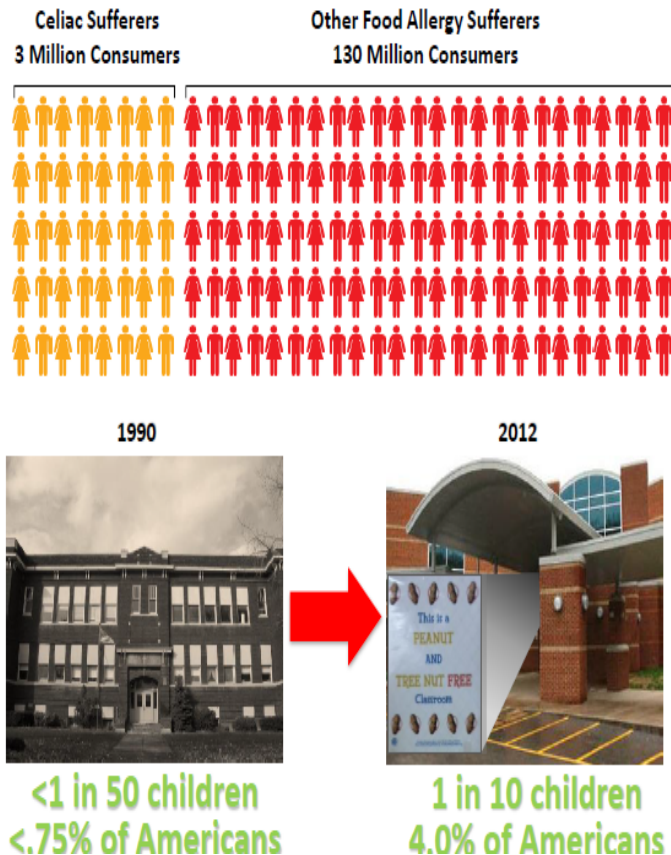 Celiac Sufferers
3 Million Consumers
Other Food Allergy Sufferers
130 Million Consumers
1990
2012
This is a
PEANUT
AND
TREE NUT FREE
Classroom
<1 in 50 children
<.75% of Americans
1 in 10 children
4.0% of Americans